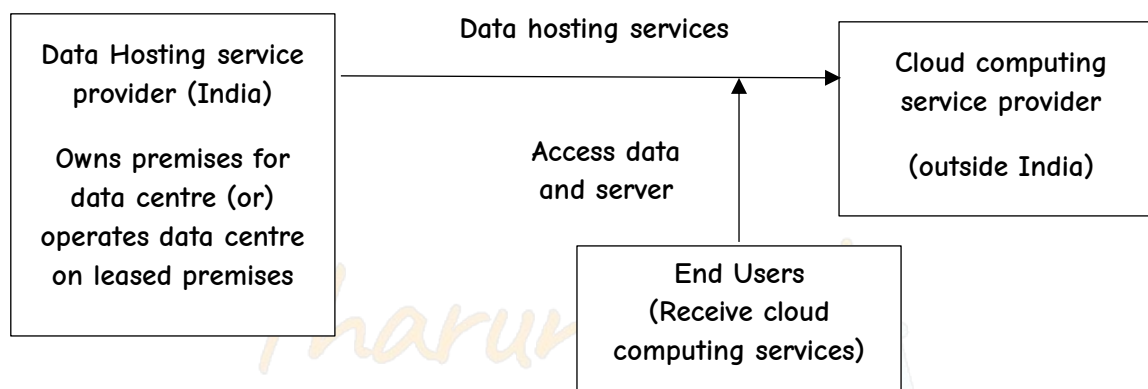 Data hosting services
Data Hosting service
provider (India)
Owns premises for
data centre (or)
operates data centre
on leased premises
Cloud computing
service provider
(outside India)
Access data
and server
End Users
(Receive cloud
computing services)